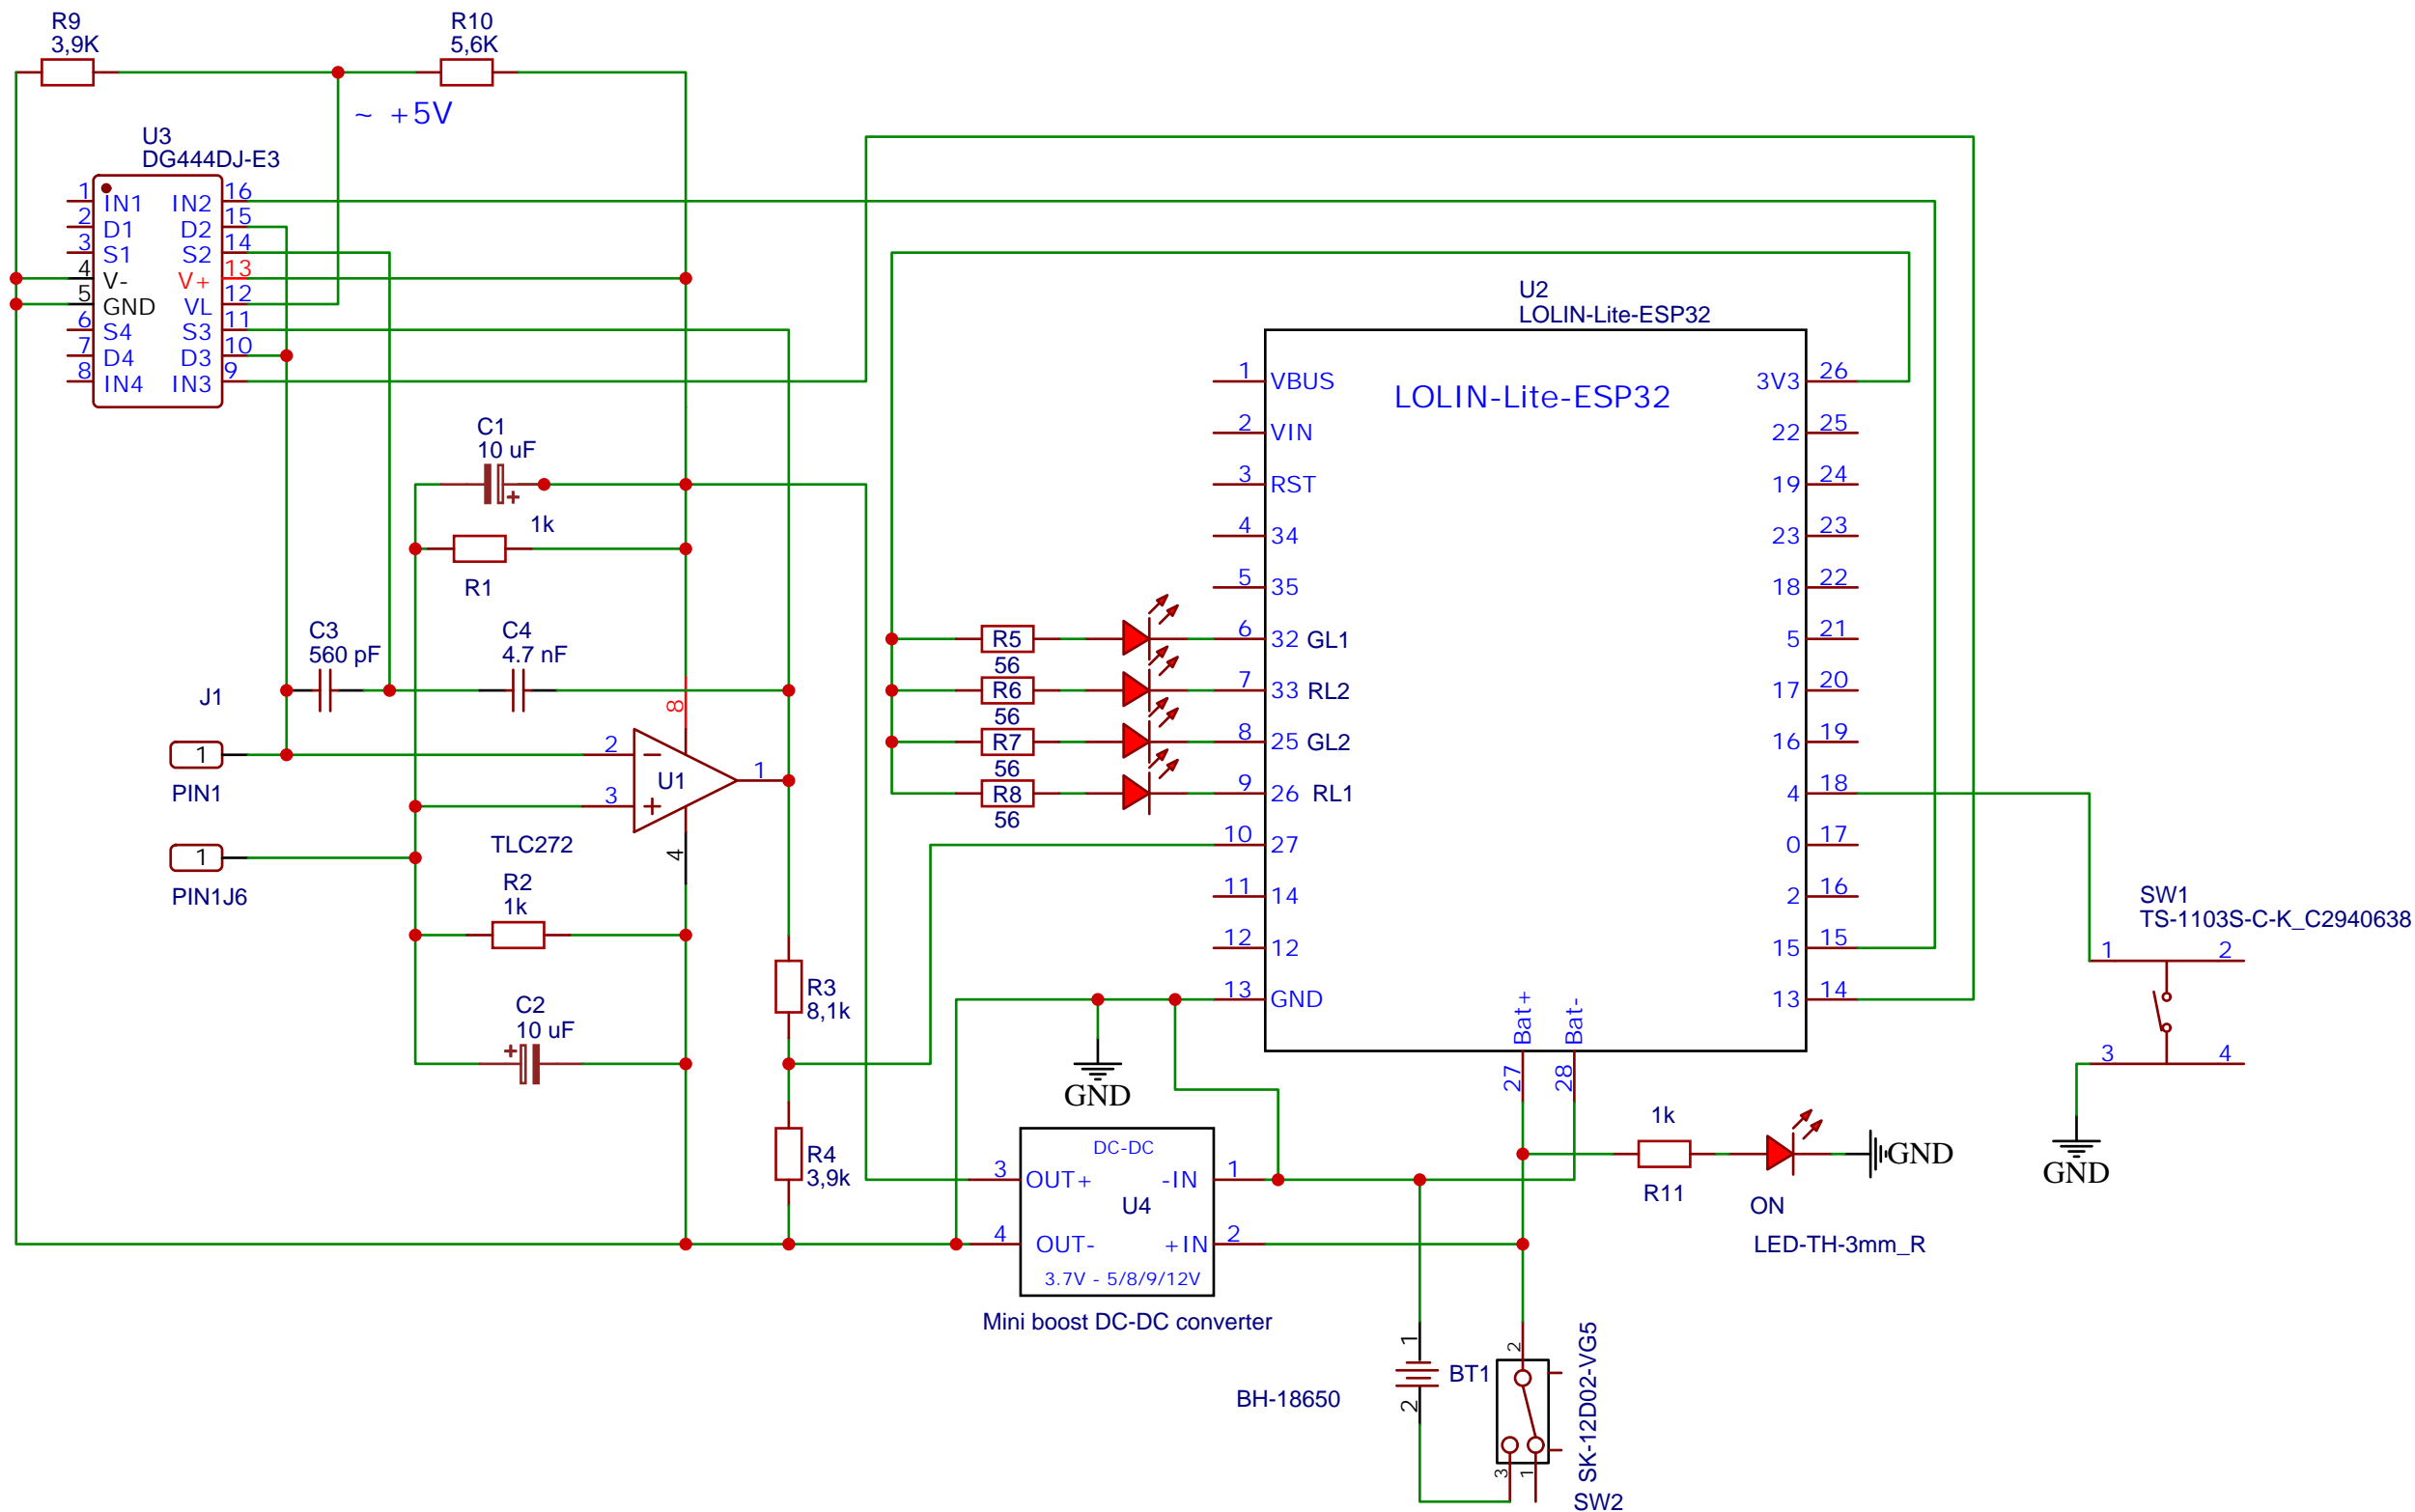 R9
3,9K
R10
5,6K
~ +5V
U3
DG444DJ-E3
1 IN1 IN2 16
2 D1 D2 15
3 S1 S2 14
4 V- V+ 13
5 GND VL 12
6 S4 S3 11
7 D4 D3 10
8 IN4 IN3 9
C1
10 uF
+
1k
R1
C3
560 pF
C4
4.7 nF
J1
1
PIN1
1
PIN1J6
8
2
−
U1
1
3
+
4
TLC272
R2
1k
C2
10 uF
+
R3
8,1k
R4
3,9k
U2
LOLIN-Lite-ESP32
LOLIN-Lite-ESP32
1 VBUS 3V3 26
2 VIN 22 25
3 RST 19 24
4 34 23 23
5 35 18 22
R5 6 32 GL1 5 21
56
R6 7 33 RL2 17 20
56
R7 8 25 GL2 16 19
56
R8 9 26 RL1 4 18
56
10 27 0 17
11 14 2 16
12 12 15 15
13 GND 13 14
Bat+
Bat-
27
28
GND
DC-DC
3 OUT+ -IN 1
U4
4 OUT- +IN 2
3.7V - 5/8/9/12V
Mini boost DC-DC converter
1k
R11
ON
LED-TH-3mm_R
GND
SW1
TS-1103S-C-K_C2940638
1 2
3 4
GND
1
BT1
2
BH-18650
2
3
1
SK-12D02-VG5
SW2